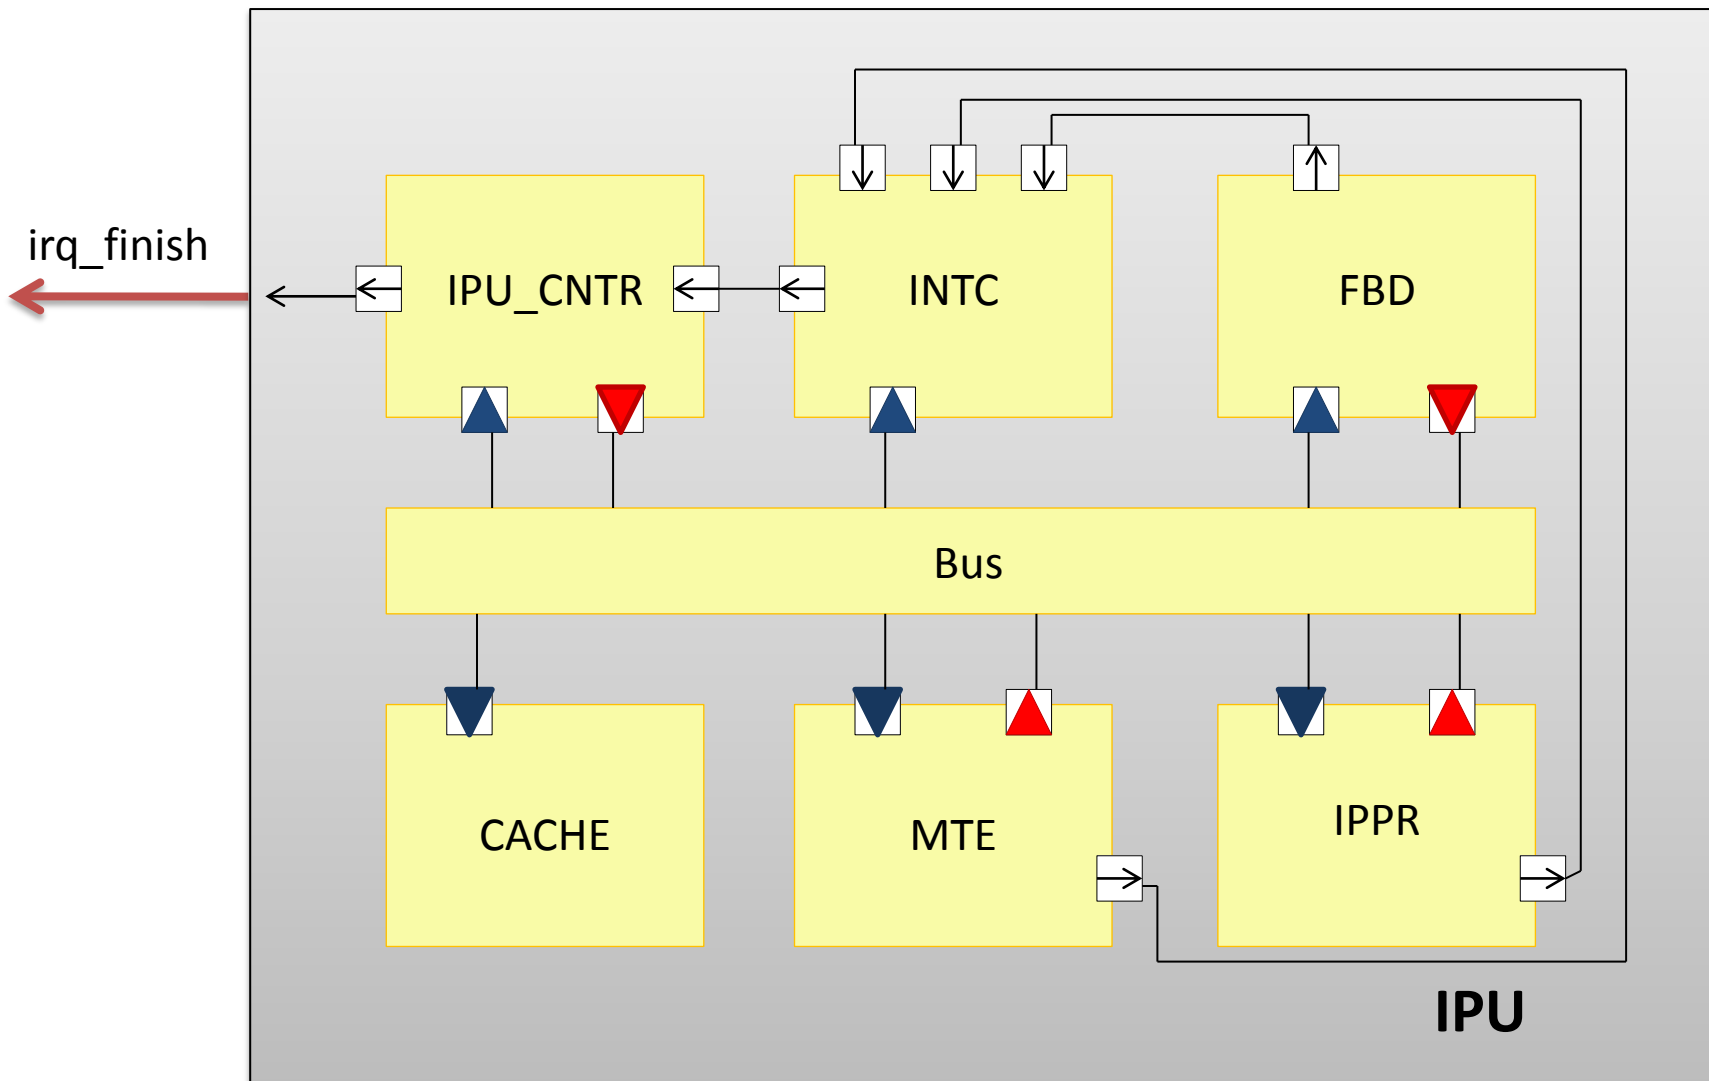 irq_finish
IPU_CNTR
INTC
FBD
Bus
CACHE
MTE
IPPR
IPU